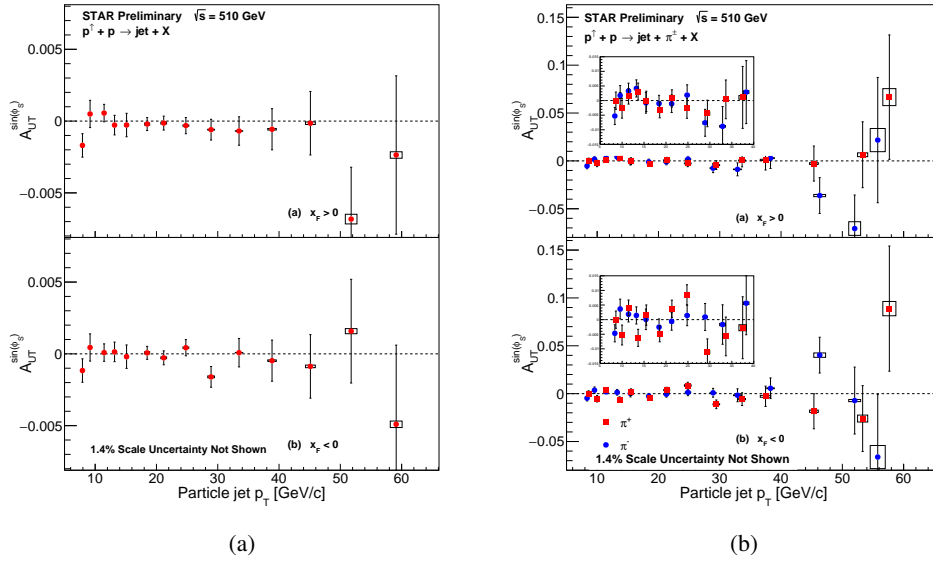 STAR Preliminary √s = 510 GeV
p↑ + p → jet + X
0.005
0
−0.005
A_UT^sin(ϕ_S)
(a) x_F > 0
0.005
0
−0.005
A_UT^sin(ϕ_S)
(b) x_F < 0
1.4% Scale Uncertainty Not Shown
10 20 30 40 50 60
Particle jet p_T [GeV/c]
(a)
STAR Preliminary √s = 510 GeV
p↑ + p → jet + π± + X
0.15
0.1
0.05
0
−0.05
A_UT^sin(ϕ_S)
(a) x_F > 0
0.15
0.1
0.05
0
−0.05
A_UT^sin(ϕ_S)
π+
π-
(b) x_F < 0
1.4% Scale Uncertainty Not Shown
10 20 30 40 50 60
Particle jet p_T [GeV/c]
(b)